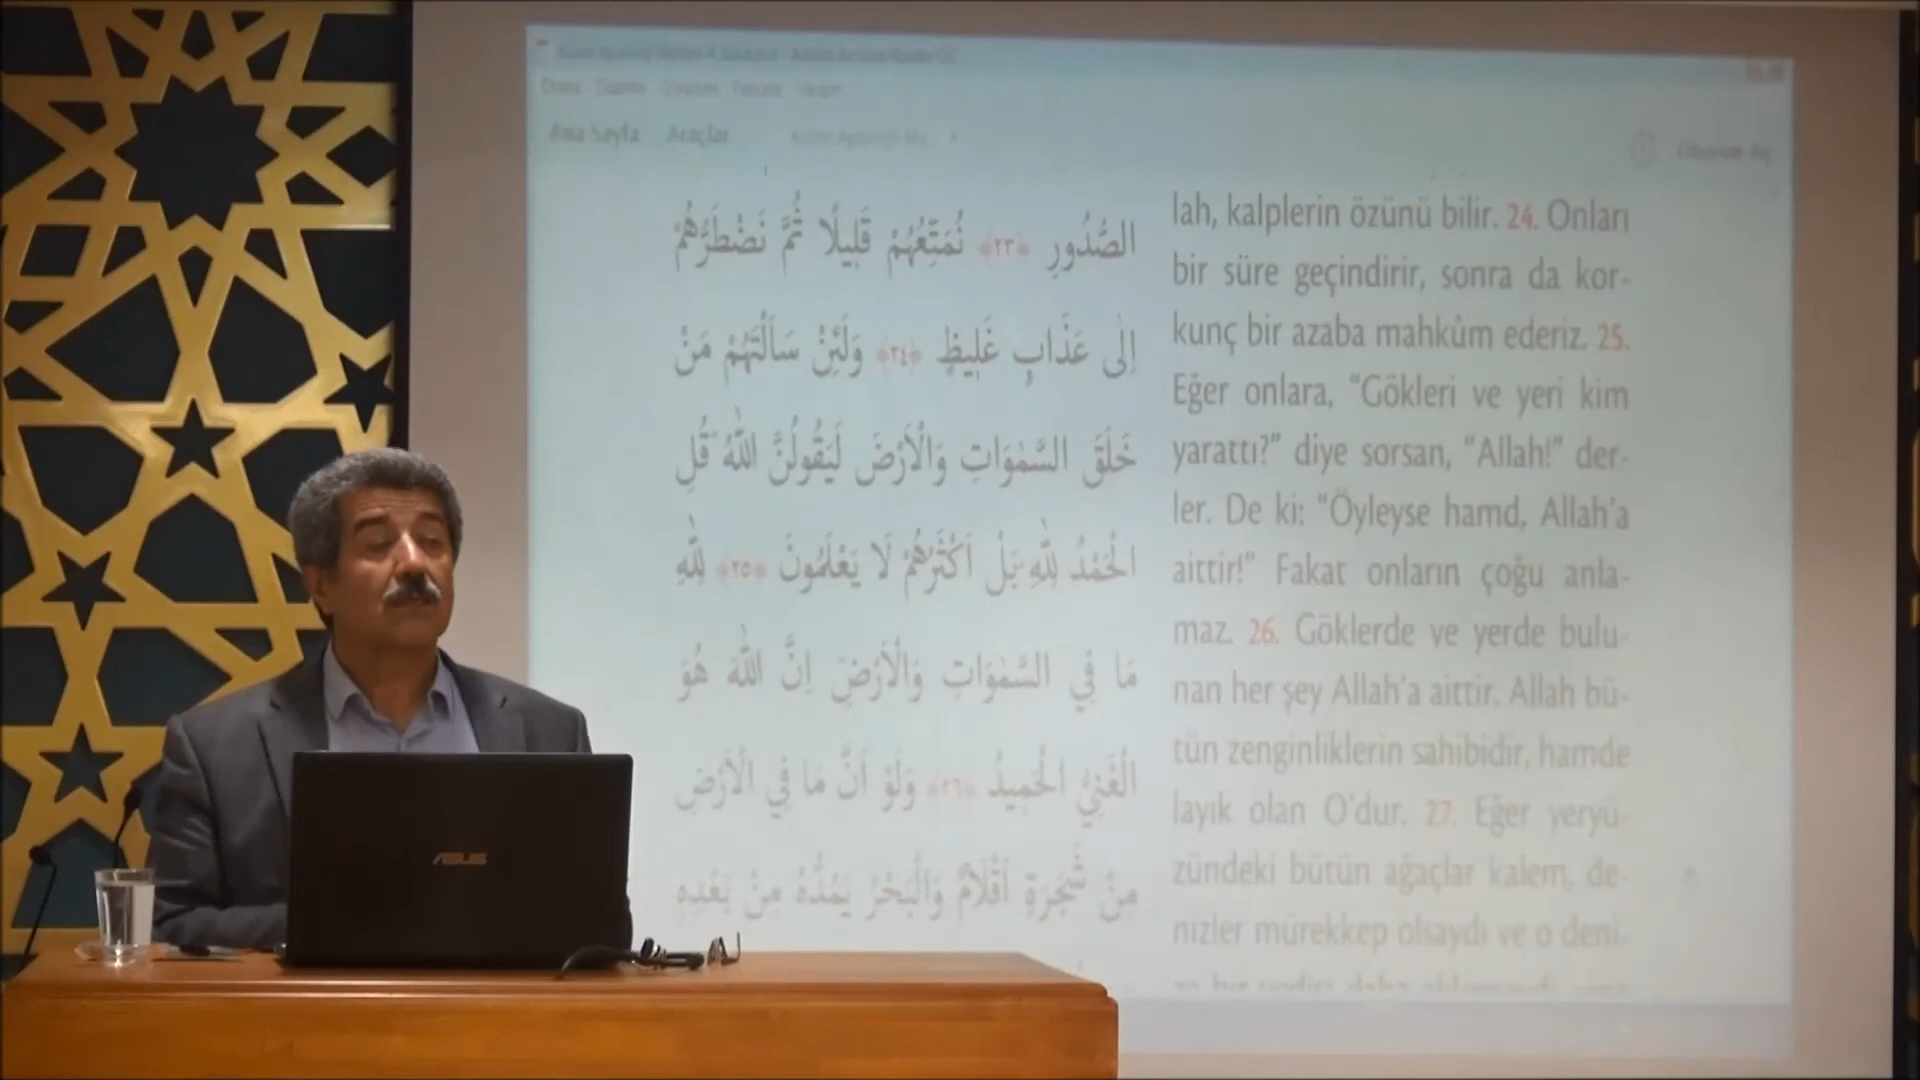 Ana Sayfa Araçlar
الصُّدُورِ ﴿٢٣﴾ نُمَتِّعُهُمْ قَلِيلًا ثُمَّ نَضْطَرُّهُمْ
اِلٰى عَذَابٍ غَلِيظٍ ﴿٢٤﴾ وَلَئِنْ سَاَلْتَهُمْ مَنْ
خَلَقَ السَّمٰوَاتِ وَالْاَرْضَ لَيَقُولُنَّ اللّٰهُ قُلِ
الْحَمْدُ لِلّٰهِ بَلْ اَكْثَرُهُمْ لَا يَعْلَمُونَ ﴿٢٥﴾ لِلّٰهِ
مَا فِي السَّمٰوَاتِ وَالْاَرْضِ اِنَّ اللّٰهَ هُوَ
الْغَنِيُّ الْحَمِيدُ ﴿٢٦﴾ وَلَوْ اَنَّ مَا فِي الْاَرْضِ
مِنْ شَجَرَةٍ اَقْلَامٌ وَالْبَحْرُ يَمُدُّهُ مِنْ بَعْدِهِ
lah, kalplerin özünü bilir. 24. Onları
bir süre geçindirir, sonra da kor-
kunç bir azaba mahkûm ederiz. 25.
Eğer onlara, “Gökleri ve yeri kim
yarattı?” diye sorsan, “Allah!” der-
ler. De ki: “Öyleyse hamd, Allah’a
aittir!” Fakat onların çoğu anla-
maz. 26. Göklerde ve yerde bulu-
nan her şey Allah’a aittir. Allah bü-
tün zenginliklerin sahibidir, hamde
layık olan O’dur. 27. Eğer yeryü-
zündeki bütün ağaçlar kalem, de-
nizler mürekkep olsaydı ve o deni-
ASUS